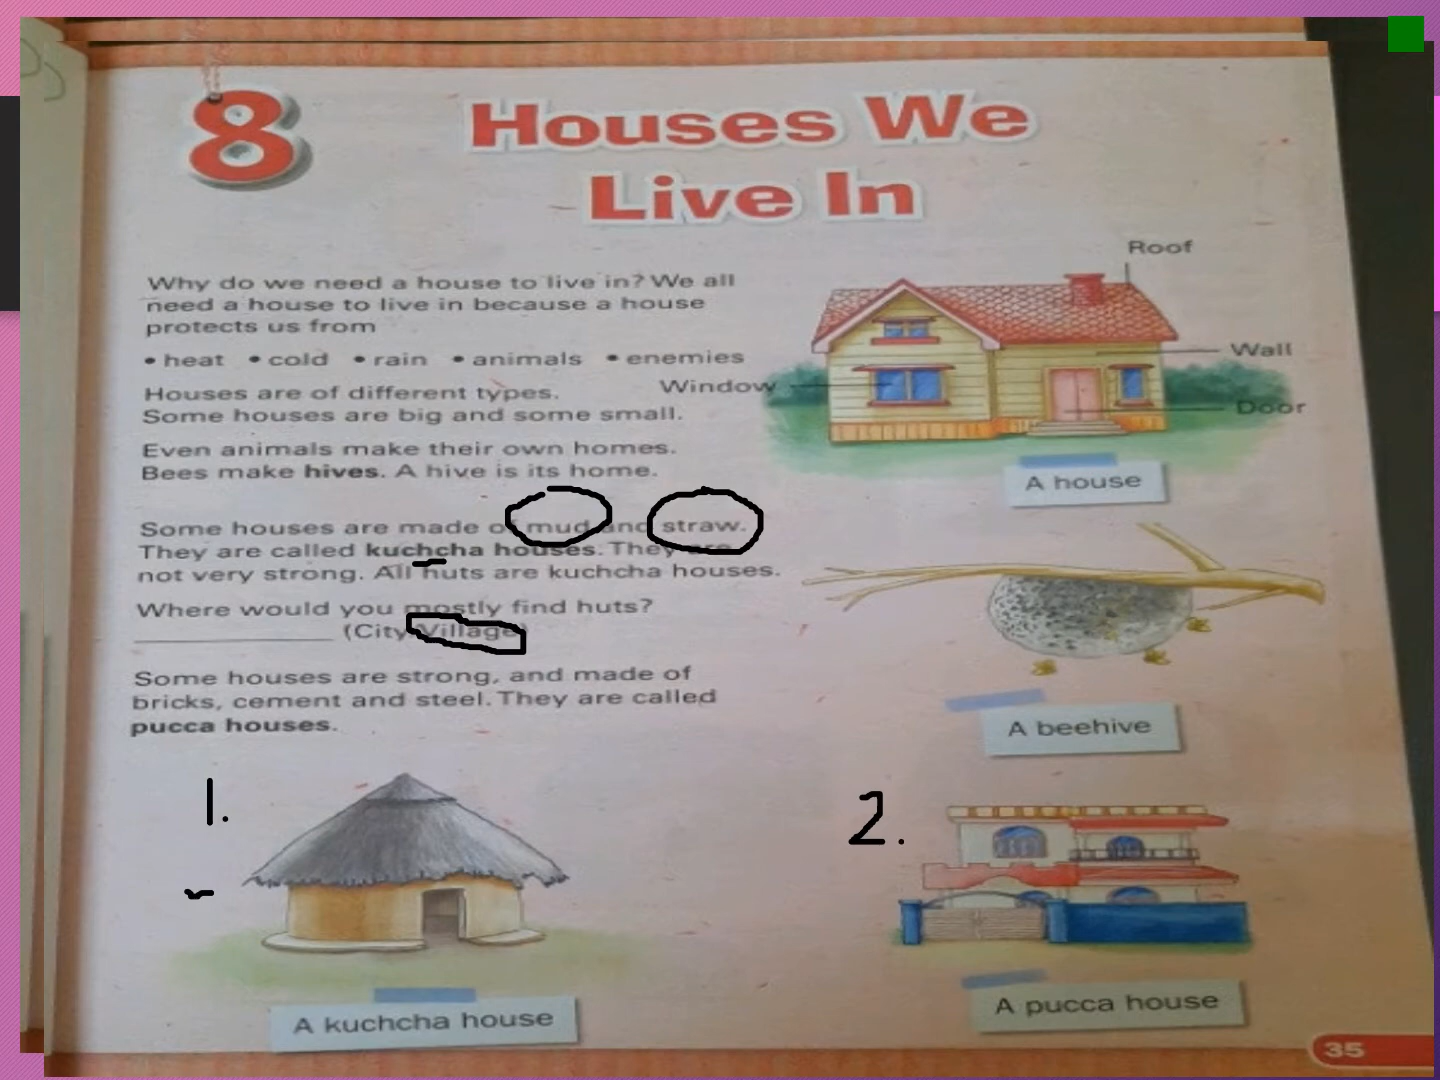 8
Houses We
Live In
Why do we need a house to live in? We all
need a house to live in because a house
protects us from
• heat • cold • rain • animals • enemies
Houses are of different types.
Some houses are big and some small.
Even animals make their own homes.
Bees make hives. A hive is its home.
Roof
Wall
Window
Door
A house
Some houses are made of mud and straw.
They are called kuchcha houses. They are
not very strong. All huts are kuchcha houses.
Where would you mostly find huts?
____________ (City/Village)
Some houses are strong, and made of
bricks, cement and steel. They are called
pucca houses.
A beehive
1.
2.
A kuchcha house
A pucca house
35